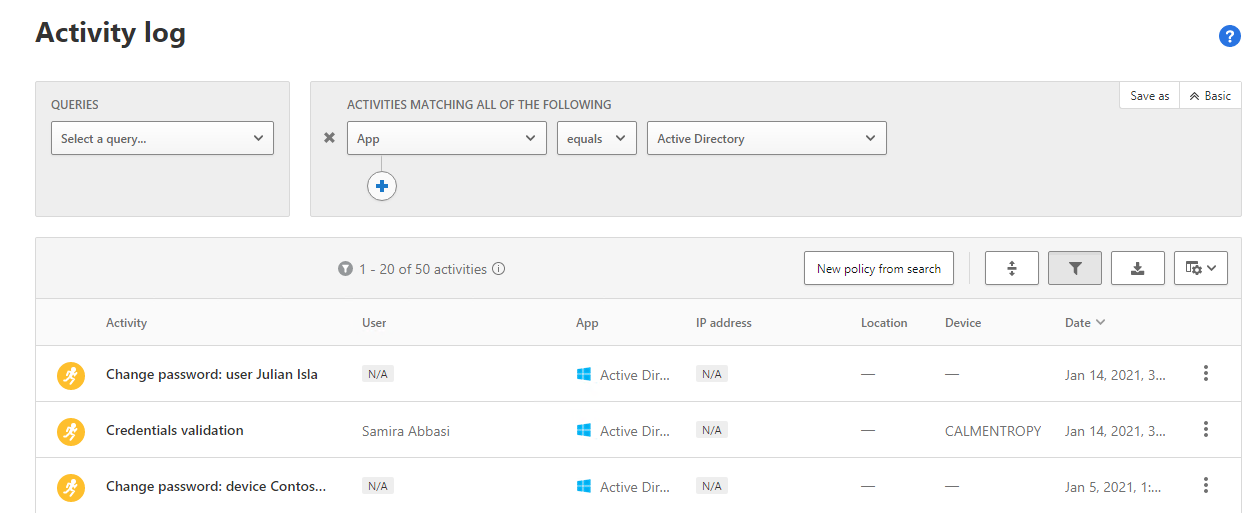 Activity log
?
QUERIES
Select a query...
ACTIVITIES MATCHING ALL OF THE FOLLOWING
Save as
Basic
App
equals
Active Directory
1 - 20 of 50 activities
New policy from search
Activity User App IP address Location Device Date
Change password: user Julian Isla N/A Active Dir... N/A — — Jan 14, 2021, 3...
Credentials validation Samira Abbasi Active Dir... N/A — CALMENTROPY Jan 14, 2021, 3...
Change password: device Contos... N/A Active Dir... N/A — — Jan 5, 2021, 1:...